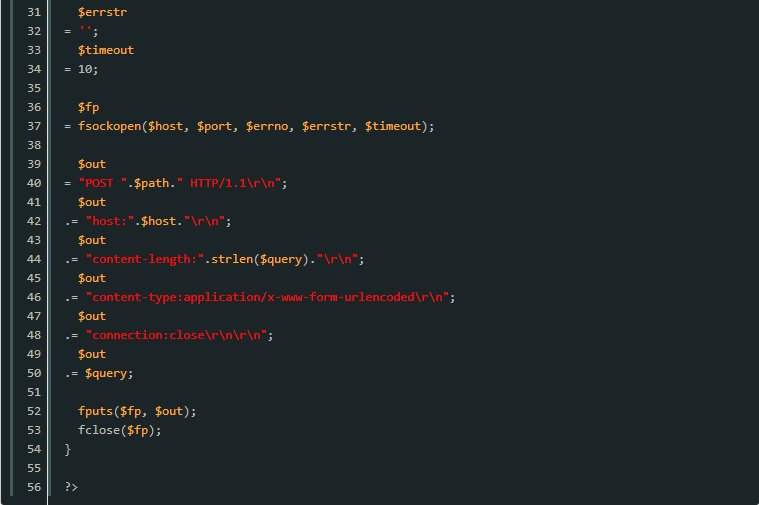 31 $errstr
32 = '';
33 $timeout
34 = 10;
35
36 $fp
37 = fsockopen($host, $port, $errno, $errstr, $timeout);
38
39 $out
40 = "POST ".$path." HTTP/1.1\r\n";
41 $out
42 .= "host:".$host."\r\n";
43 $out
44 .= "content-length:".strlen($query)."\r\n";
45 $out
46 .= "content-type:application/x-www-form-urlencoded\r\n";
47 $out
48 .= "connection:close\r\n\r\n";
49 $out
50 .= $query;
51
52 fputs($fp, $out);
53 fclose($fp);
54 }
55
56 ?>